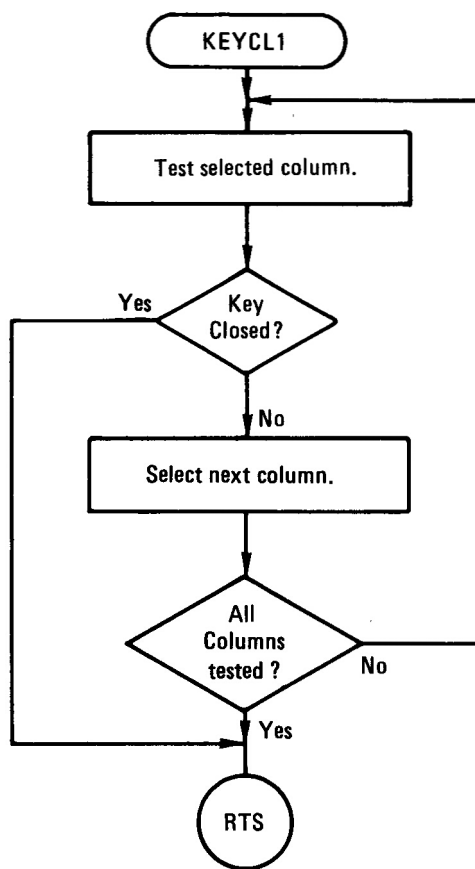 KEYCL1
Test selected column.
Yes
Key
Closed?
No
Select next column.
All
Columns
tested ?
No
Yes
RTS